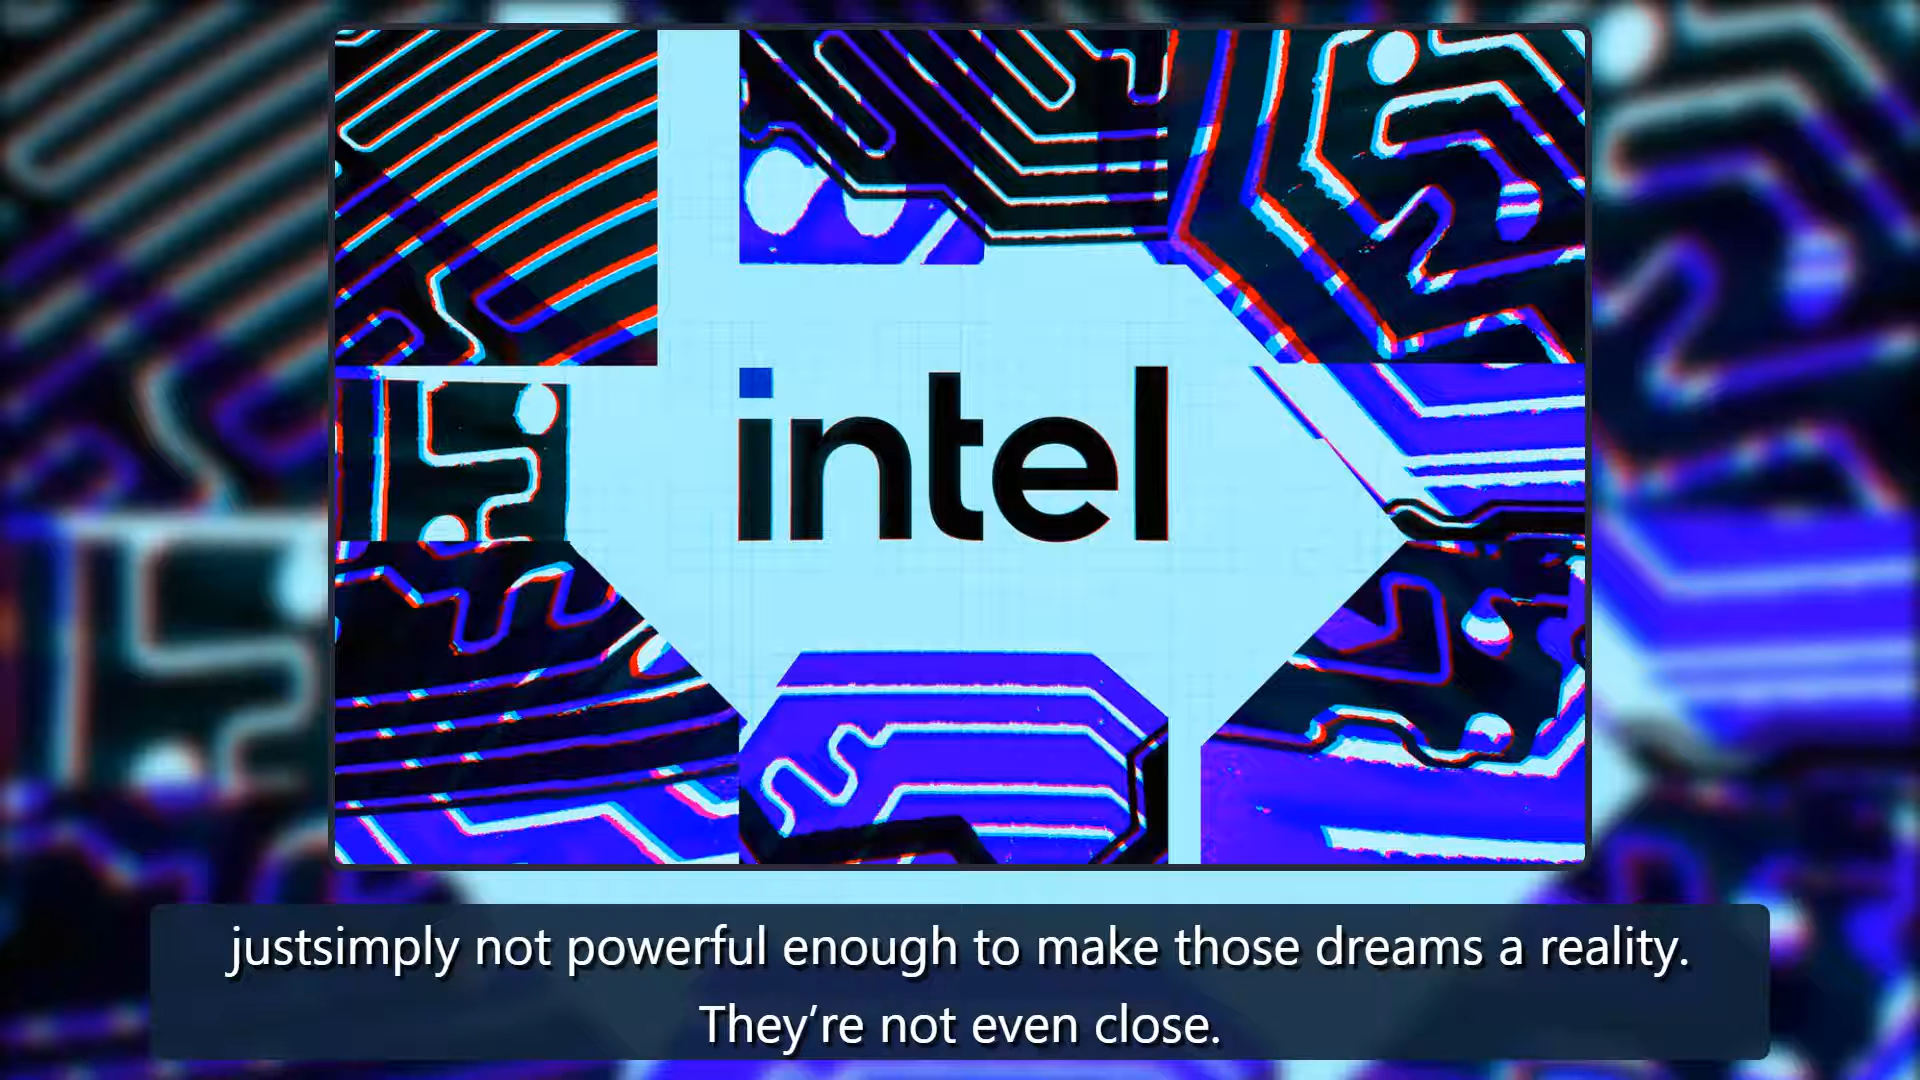 intel
justsimply not powerful enough to make those dreams a reality.
They’re not even close.